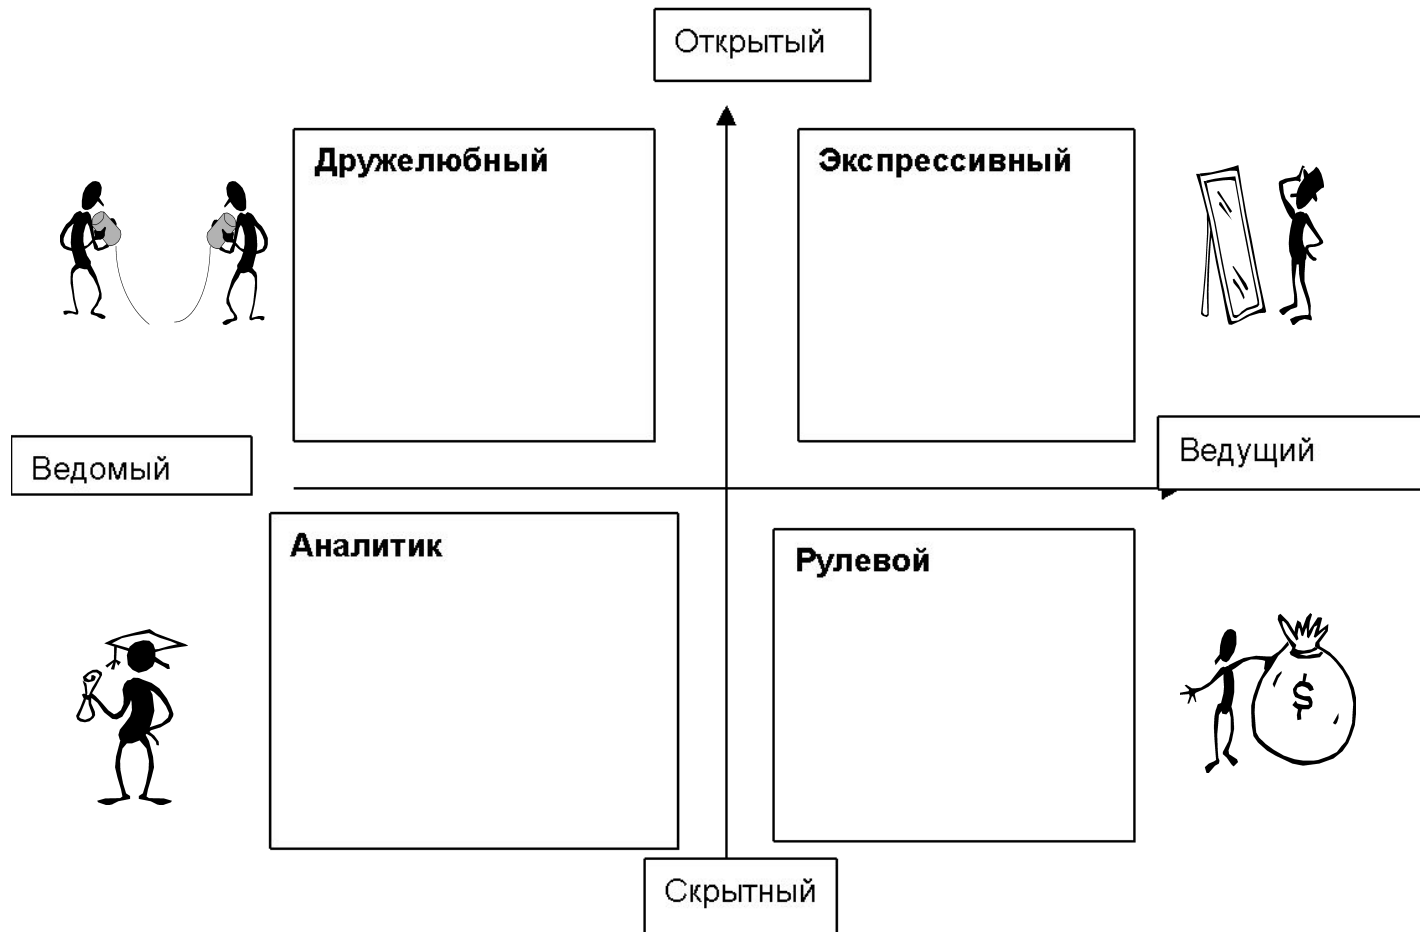 Открытый
Дружелюбный
Экспрессивный
Ведомый
Ведущий
Аналитик
Рулевой
$
Скрытный